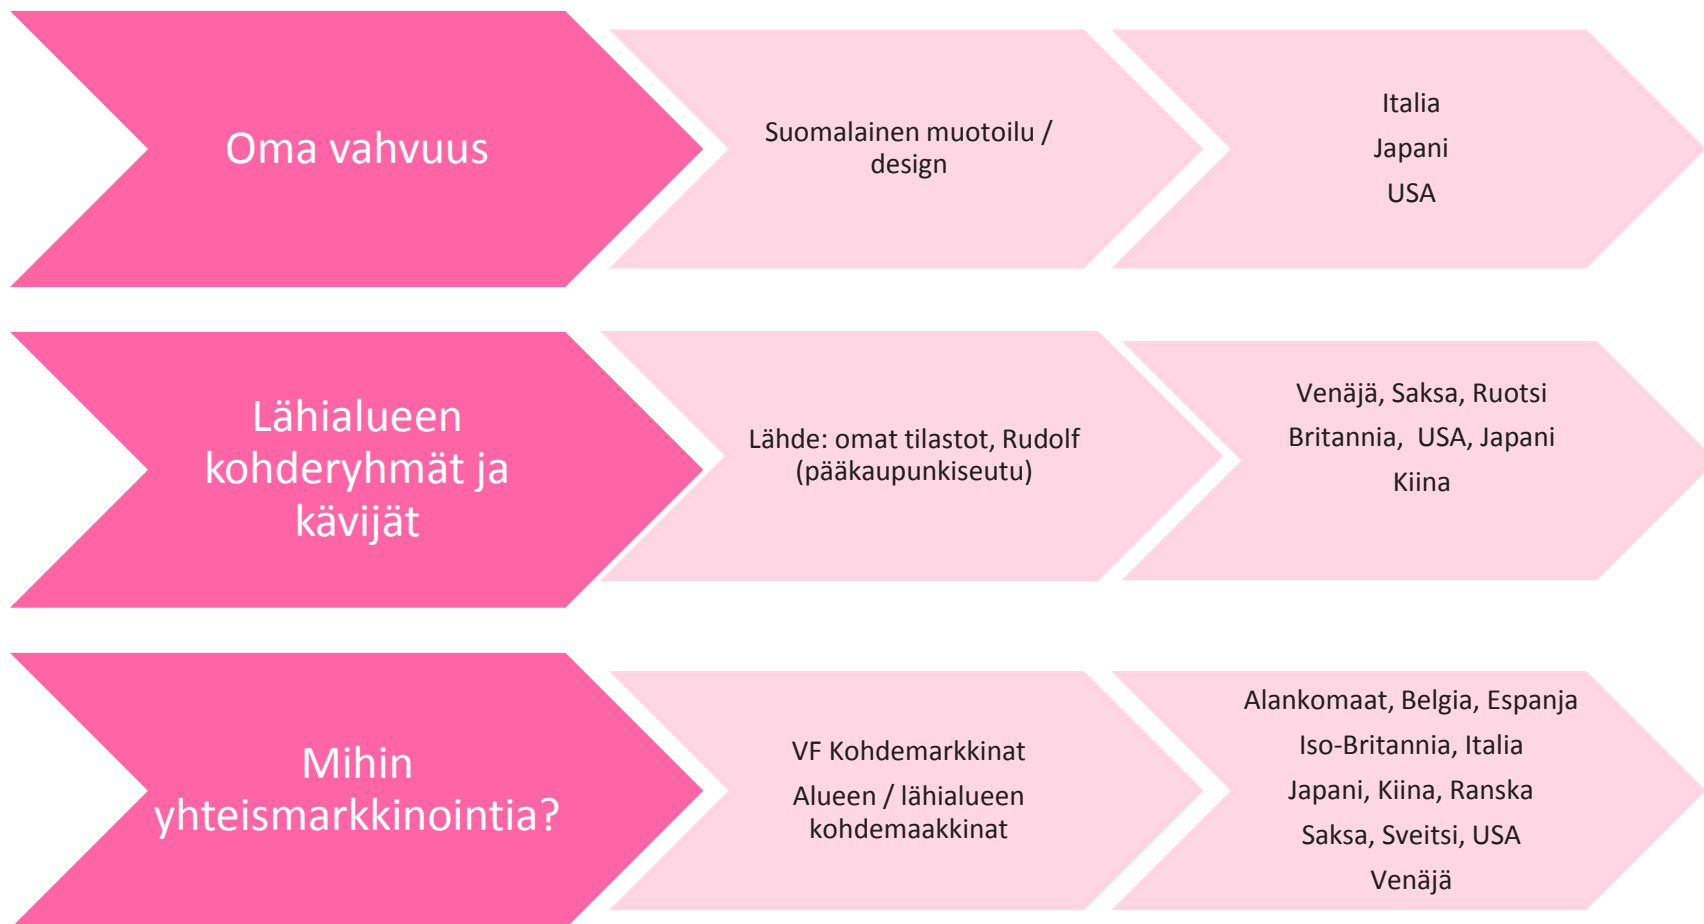 Oma vahvuus
Suomalainen muotoilu /
design
Italia
Japani
USA
Lähialueen
kohderyhmät ja
kävijät
Lähde: omat tilastot, Rudolf
(pääkaupunkiseutu)
Venäjä, Saksa, Ruotsi
Britannia, USA, Japani
Kiina
Mihin
yhteismarkkinointia?
VF Kohdemarkkinat
Alueen / lähialueen
kohdemaakkinat
Alankomaat, Belgia, Espanja
Iso-Britannia, Italia
Japani, Kiina, Ranska
Saksa, Sveitsi, USA
Venäjä